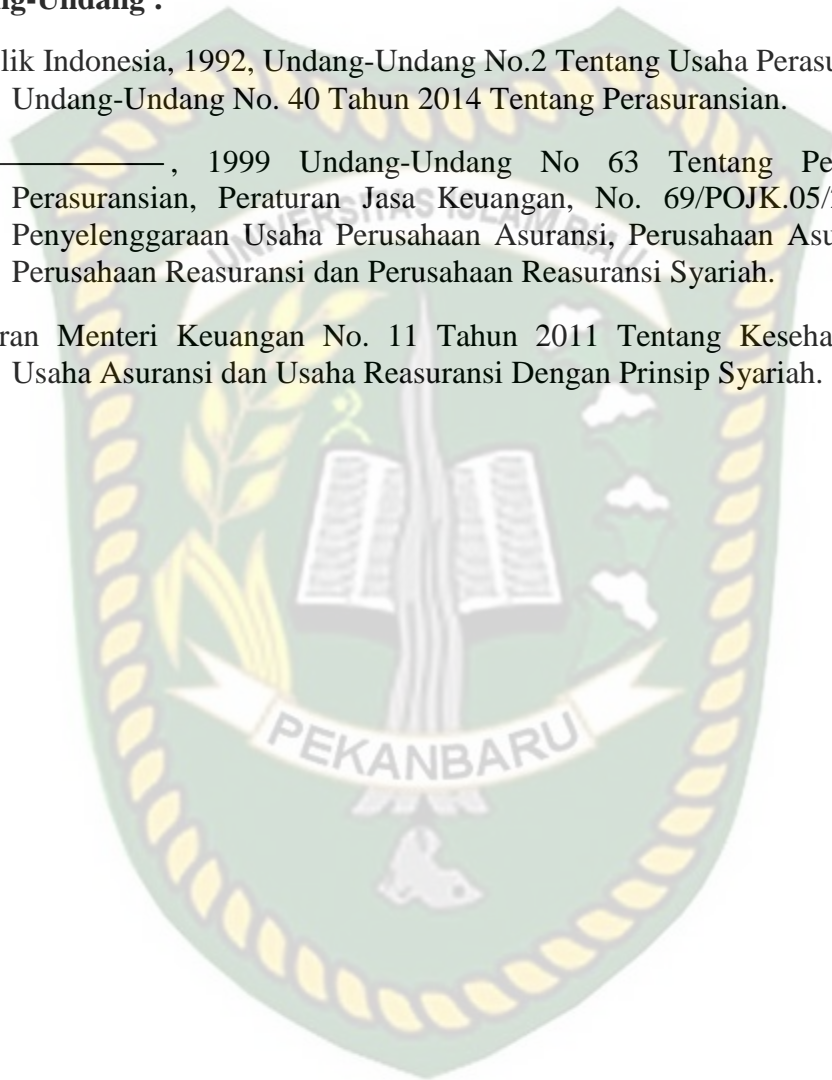 ng-Undang :
lik Indonesia, 1992, Undang-Undang No.2 Tentang Usaha Perasu
Undang-Undang No. 40 Tahun 2014 Tentang Perasuransian.
, 1999 Undang-Undang No 63 Tentang Pe
Perasuransian, Peraturan Jasa Keuangan, No. 69/POJK.05/
Penyelenggaraan Usaha Perusahaan Asuransi, Perusahaan Asu
Perusahaan Reasuransi dan Perusahaan Reasuransi Syariah.
ran Menteri Keuangan No. 11 Tahun 2011 Tentang Keseha
Usaha Asuransi dan Usaha Reasuransi Dengan Prinsip Syariah.
UNIVERSITAS ISLAM RIAU
PEKANBARU